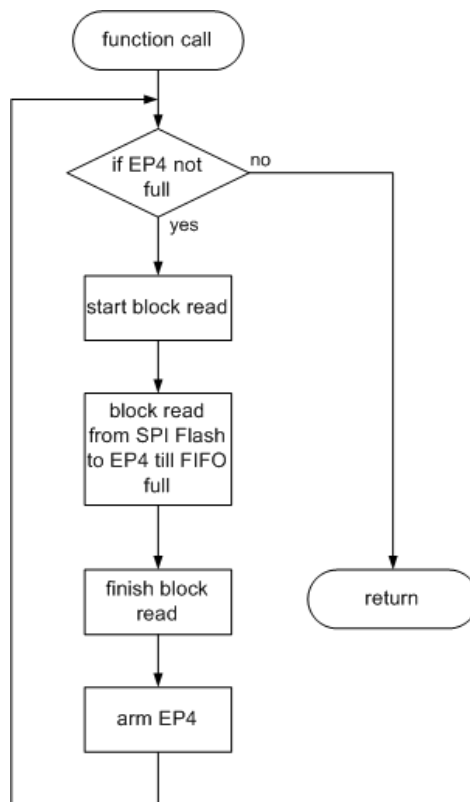 function call
if EP4 not
full
no
yes
start block read
block read
from SPI Flash
to EP4 till FIFO
full
finish block
read
return
arm EP4